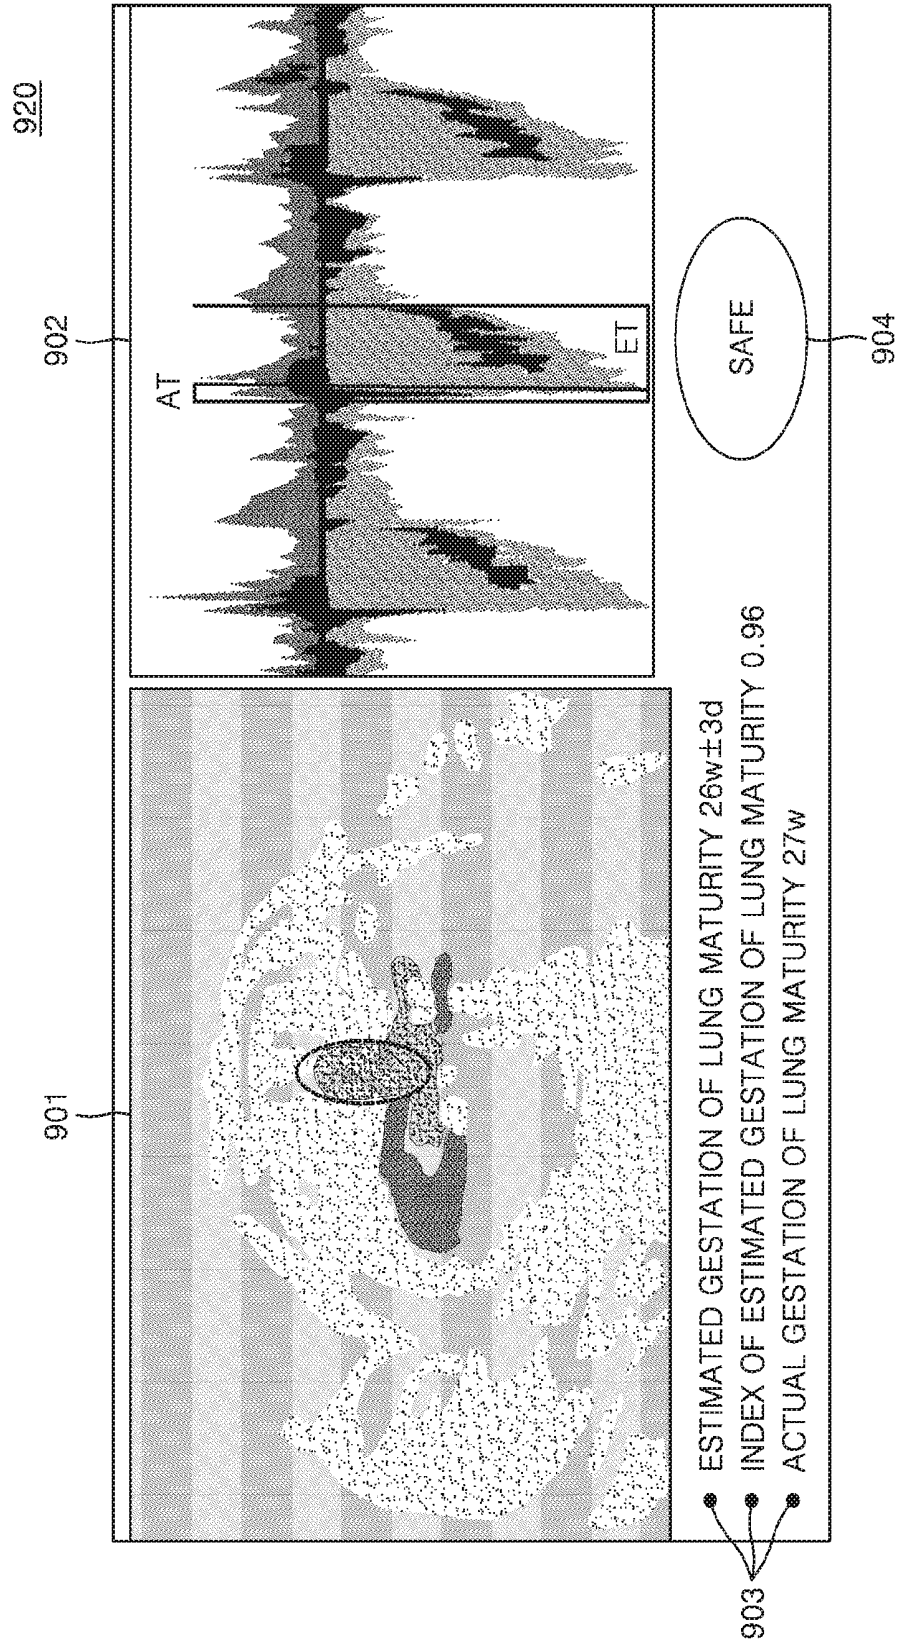 920
901
902
AT
ET
903
ESTIMATED GESTATION OF LUNG MATURITY 26w±3d
INDEX OF ESTIMATED GESTATION OF LUNG MATURITY 0.96
ACTUAL GESTATION OF LUNG MATURITY 27w
SAFE
904